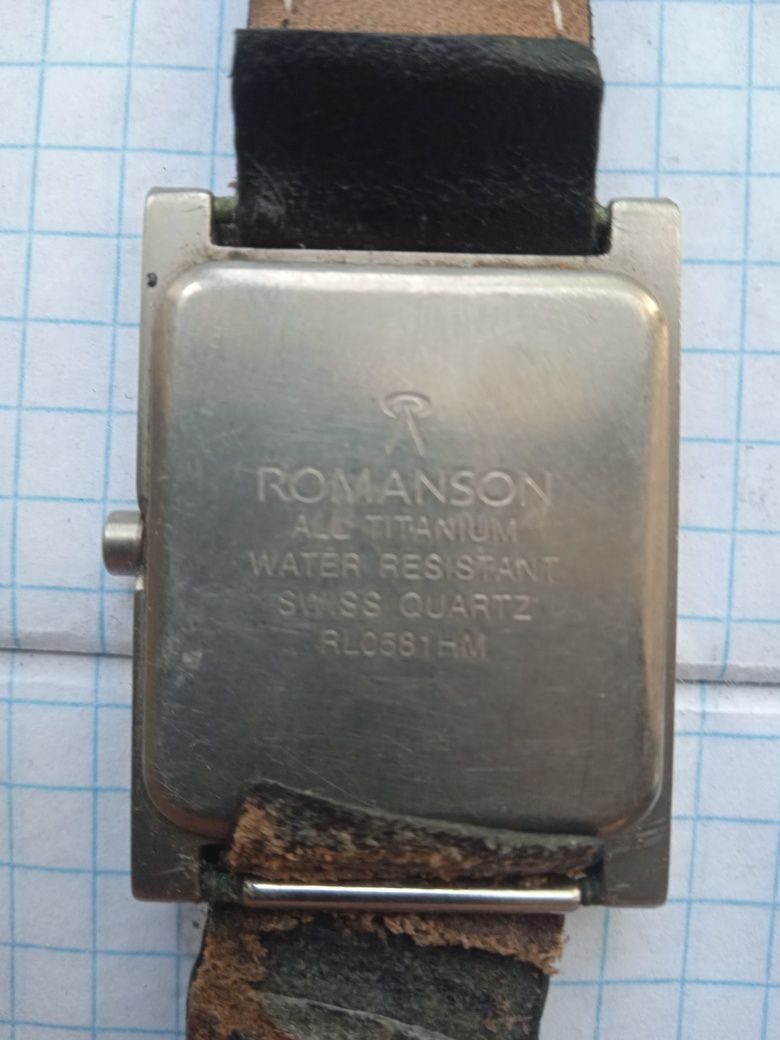 ROMANSON
ALL TITANIUM
WATER RESISTANT
SWISS QUARTZ
RL0581HM